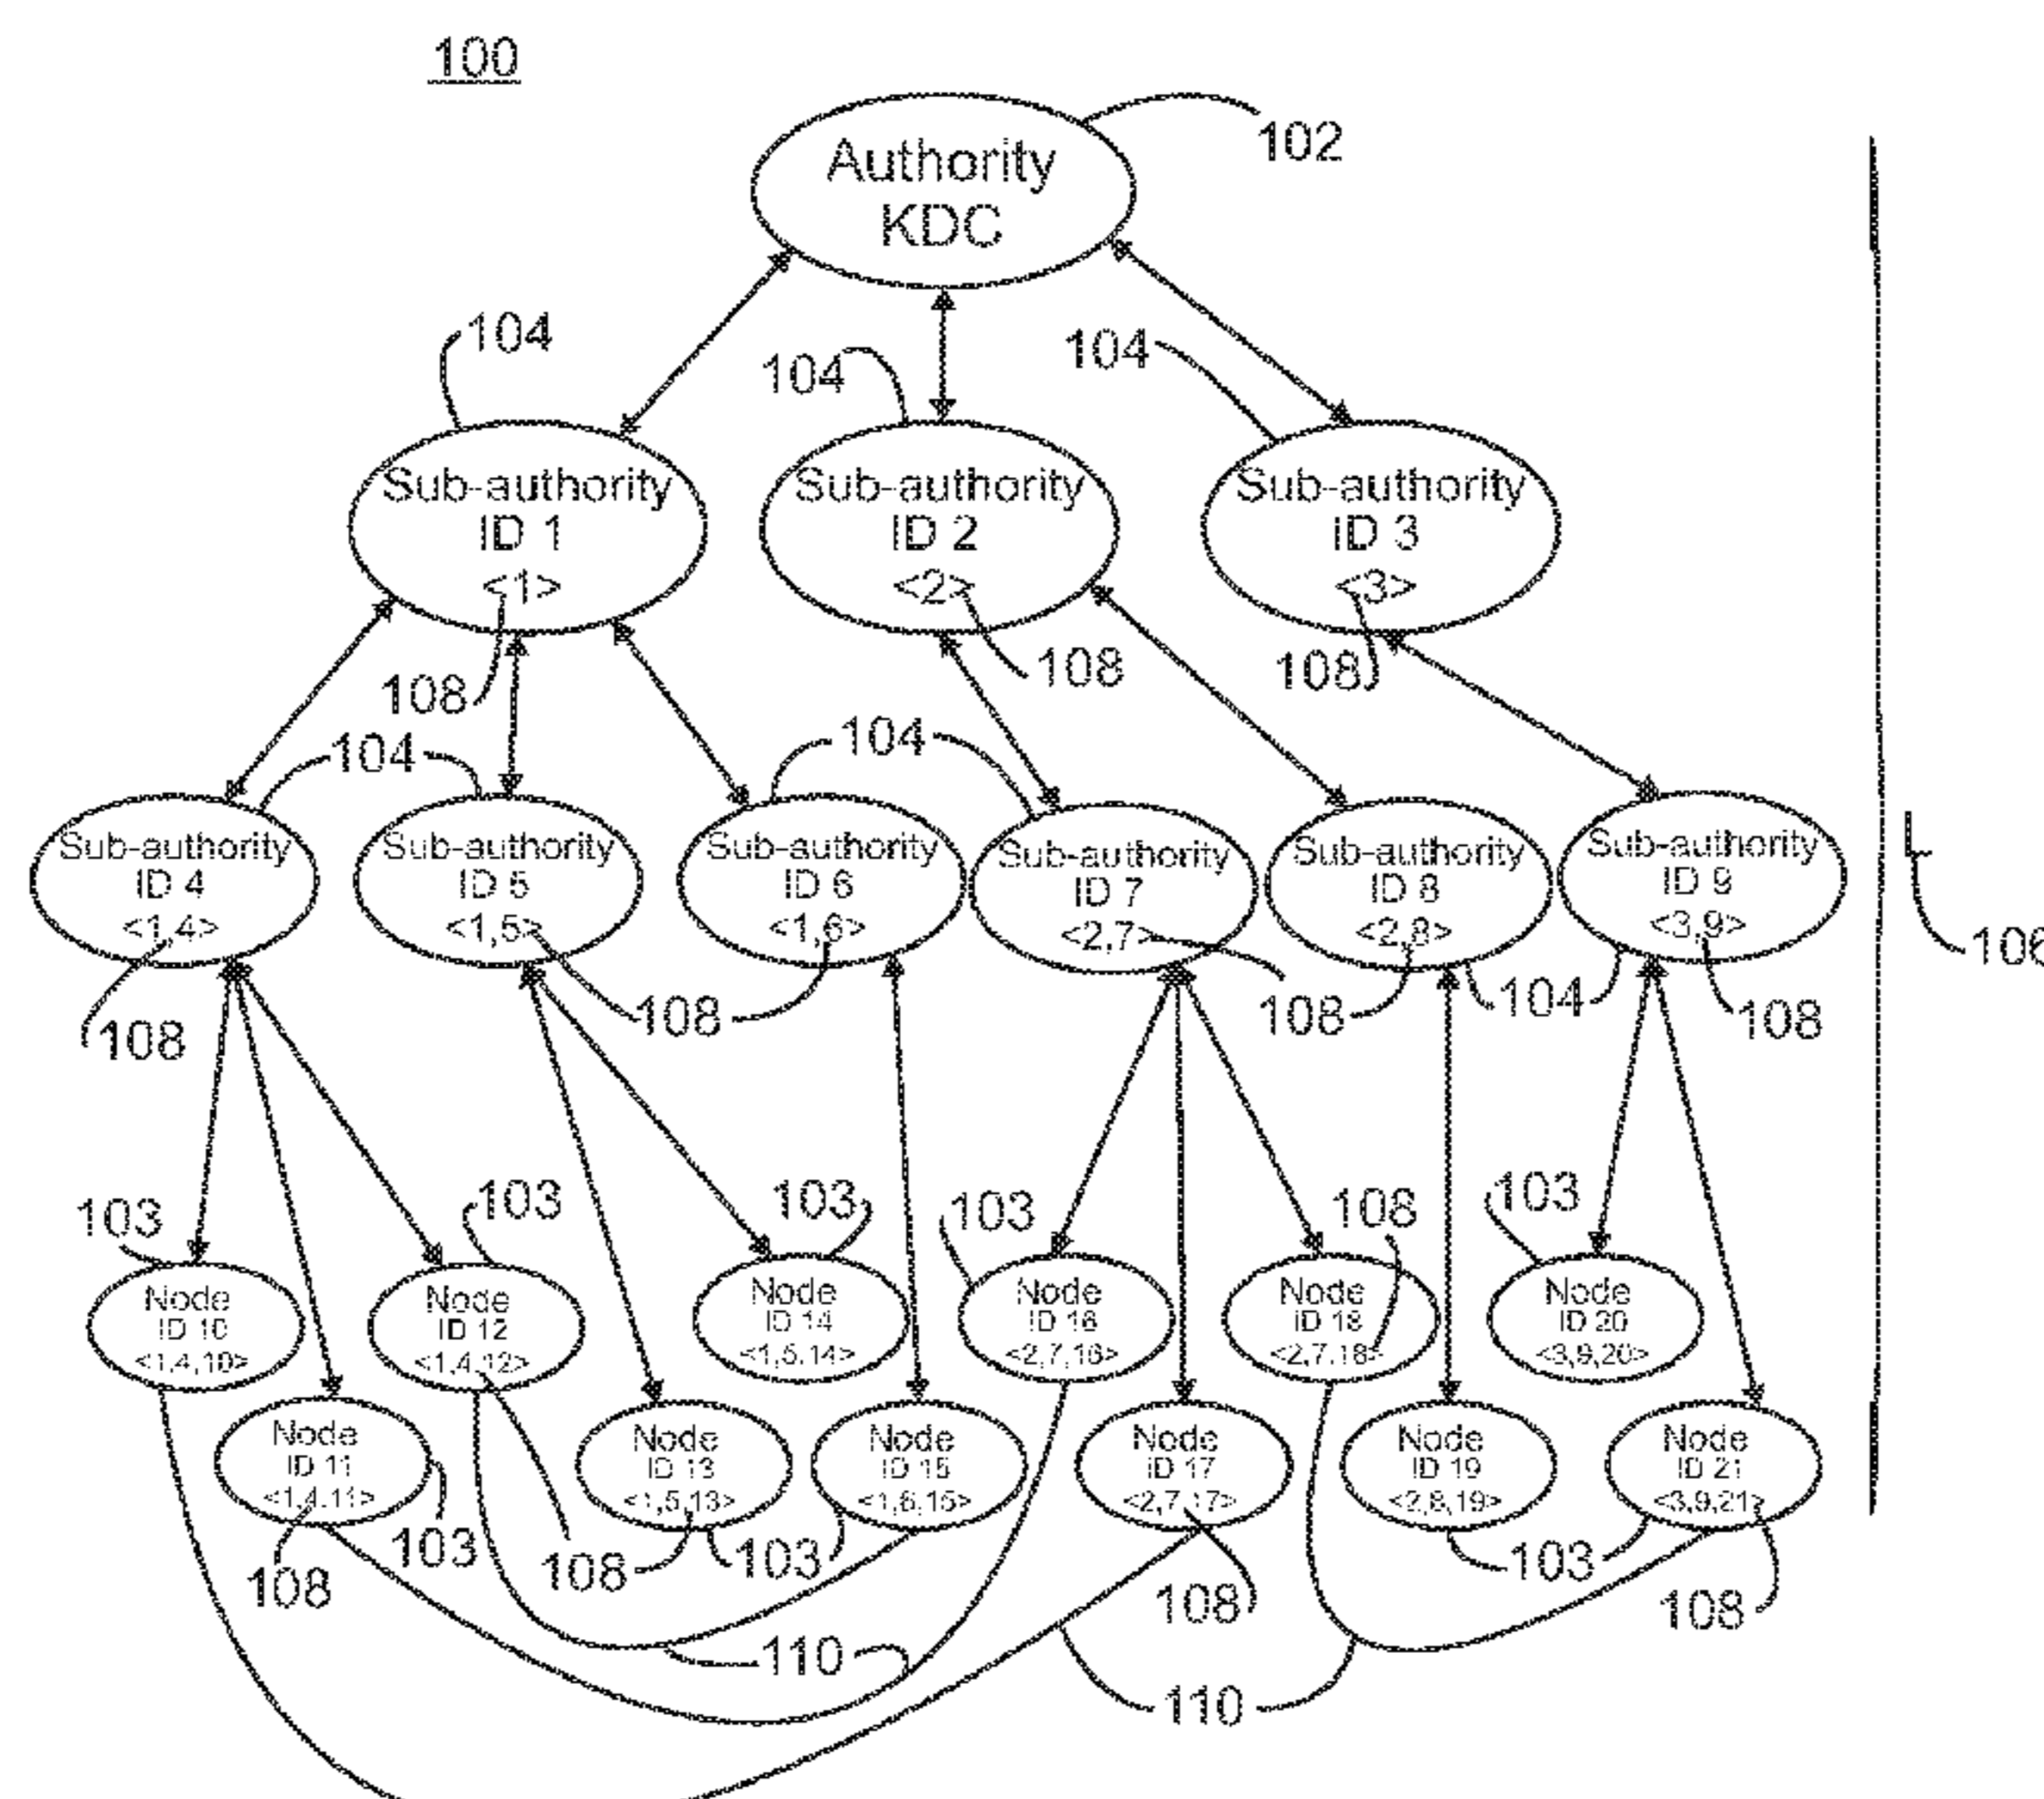 100
102
Authority
KDC
104
104
104
Sub-authority
ID 1
<1>
Sub-authority
ID 2
<2>
Sub-authority
ID 3
<3>
108
108
108
104
104
Sub-authority
ID 4
<1,4>
Sub-authority
ID 5
<1,5>
Sub-authority
ID 6
<1,6>
Sub-authority
ID 7
<2,7>
Sub-authority
ID 8
<2,8>
Sub-authority
ID 9
<3,9>
L
106
108
108
108
104
108
103
103
103
103
108
103
Node
ID 10
<1,4,10>
Node
ID 12
<1,4,12>
Node
ID 14
<1,5,14>
Node
ID 16
<2,7,16>
Node
ID 18
<2,7,18>
Node
ID 20
<3,9,20>
Node
ID 11
<1,4,11>
Node
ID 13
<1,5,13>
Node
ID 15
<1,6,15>
Node
ID 17
<2,7,17>
Node
ID 19
<2,8,19>
Node
ID 21
<3,9,21>
108
103
108
103
108
103
108
110
110